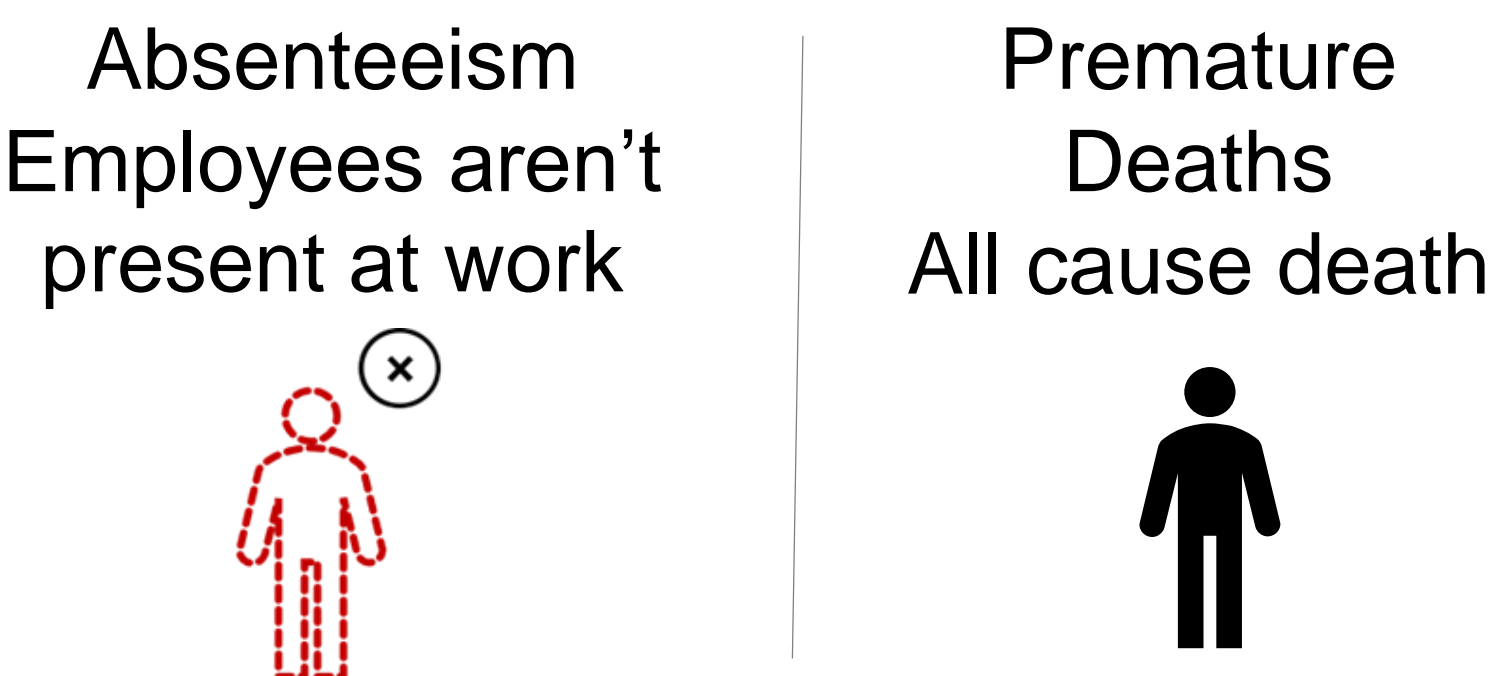 Absenteeism
Employees aren’t
present at work
Premature
Deaths
All cause death